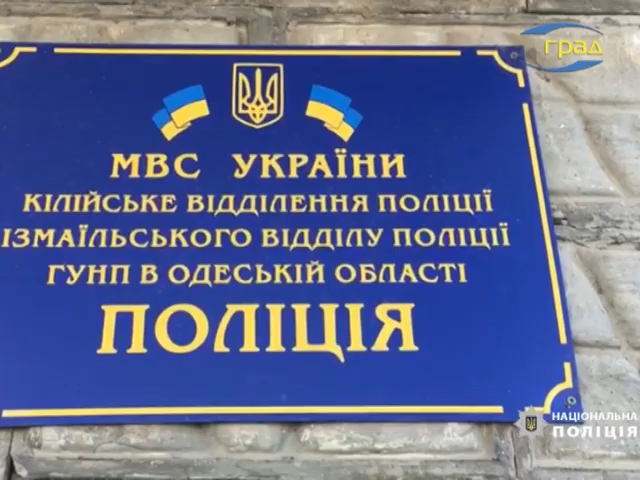 град
МВС УКРАЇНИ
КІЛІЙСЬКЕ ВІДДІЛЕННЯ ПОЛІЦІЇ
ІЗМАЇЛЬСЬКОГО ВІДДІЛУ ПОЛІЦІЇ
ГУНП В ОДЕСЬКІЙ ОБЛАСТІ
ПОЛІЦІЯ
НАЦІОНАЛЬНА
ПОЛІЦІЯ